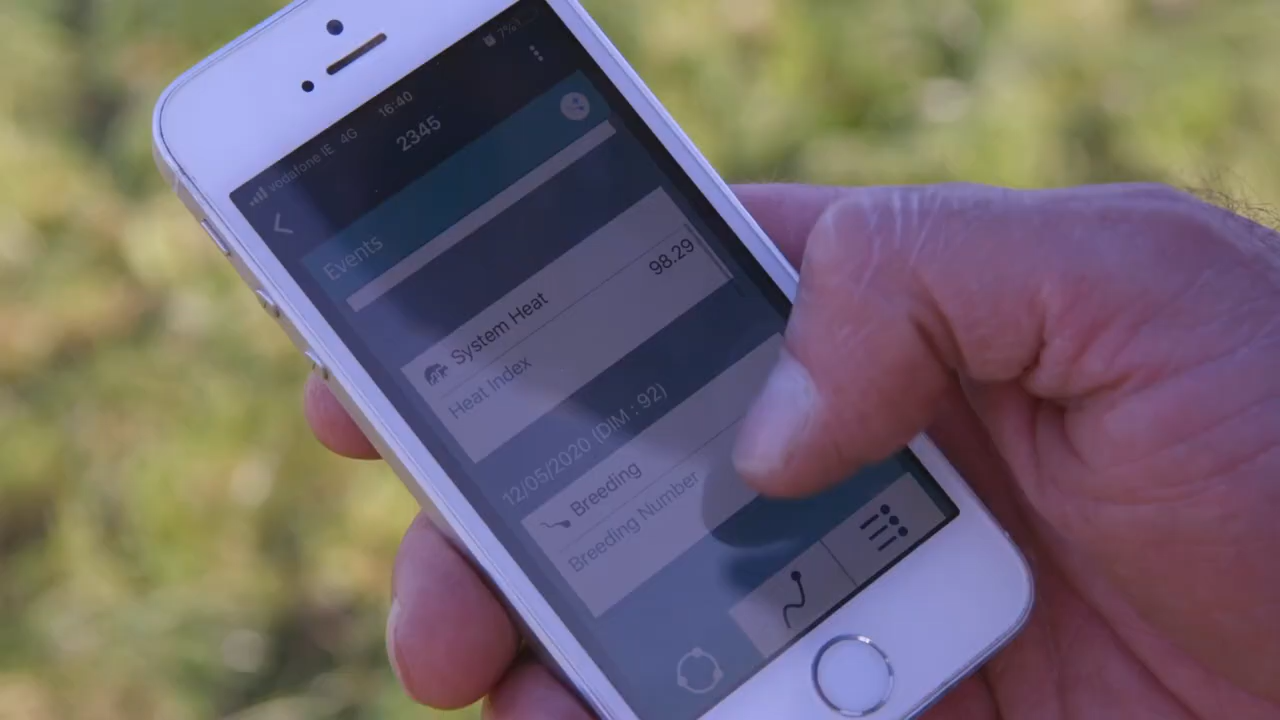 vodafone IE 4G 16:40 7%
2345
Events
System Heat
Heat Index 98.29
12/05/2020 (DIM : 92)
Breeding
Breeding Number